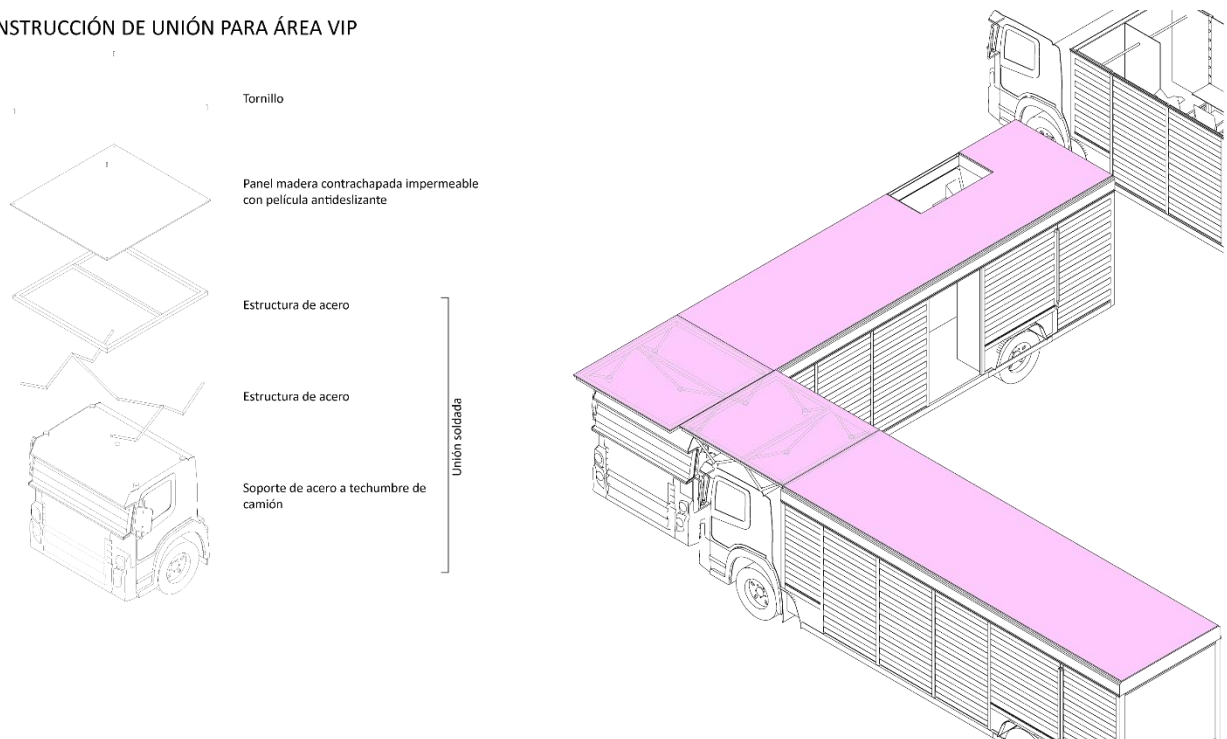 NSTRUCCIÓN DE UNIÓN PARA ÁREA VIP
Tornillo
Panel madera contrachapada impermeable
con película antideslizante
Estructura de acero
Estructura de acero
Unión soldada
Soporte de acero a techumbre de
camión